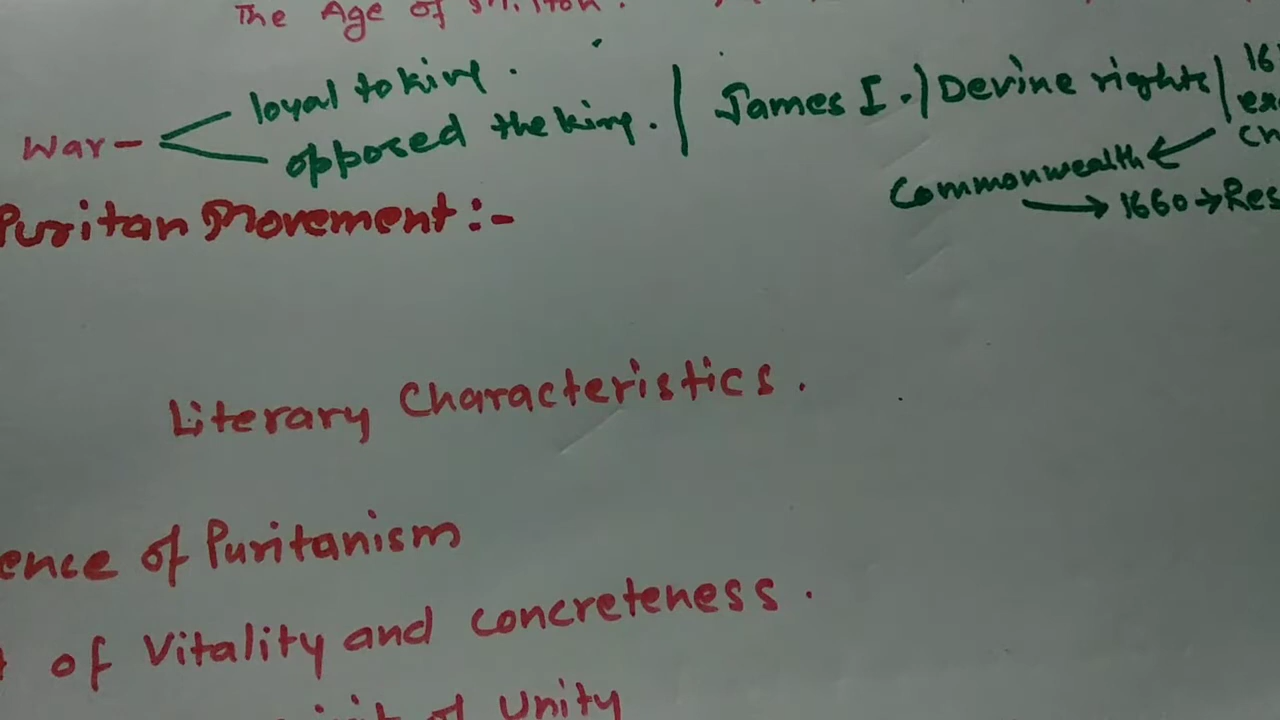 The Age of
loyal to king.
War - opposed the king. | James I. | Devine rights |
Commonwealth ←
→ 1660 →
Puritan Movement :-
Literary Characteristics.
of Puritanism
of Vitality and concreteness.
of Unity